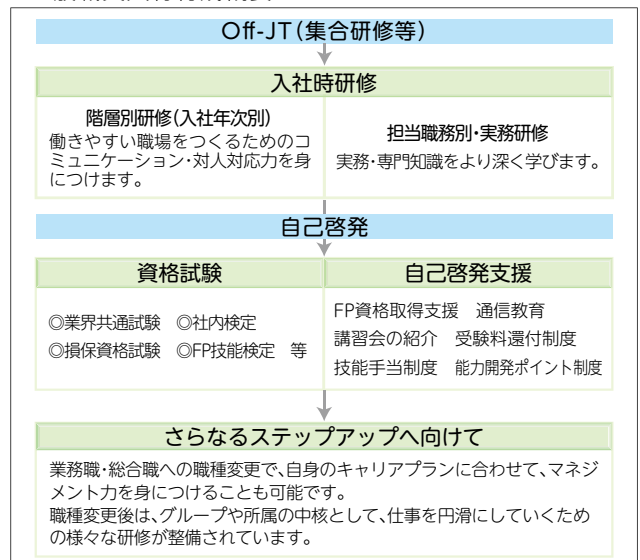 Off-JT(集合研修等)
入社時研修
階層別研修(入社年次別)
働きやすい職場をつくるためのコ
ミュニケーション・対人対応力を身
につけます。
担当職務別・実務研修
実務・専門知識をより深く学びます。
自己啓発
資格試験
◎業界共通試験 ◎社内検定
◎損保資格試験 ◎FP技能検定 等
自己啓発支援
FP資格取得支援 通信教育
講習会の紹介 受験料還付制度
技能手当制度 能力開発ポイント制度
さらなるステップアップへ向けて
業務職・総合職への職種変更で、自身のキャリアプランに合わせて、マネジ
メント力を身につけることも可能です。
職種変更後は、グループや所属の中核として、仕事を円滑にしていくため
の様々な研修が整備されています。